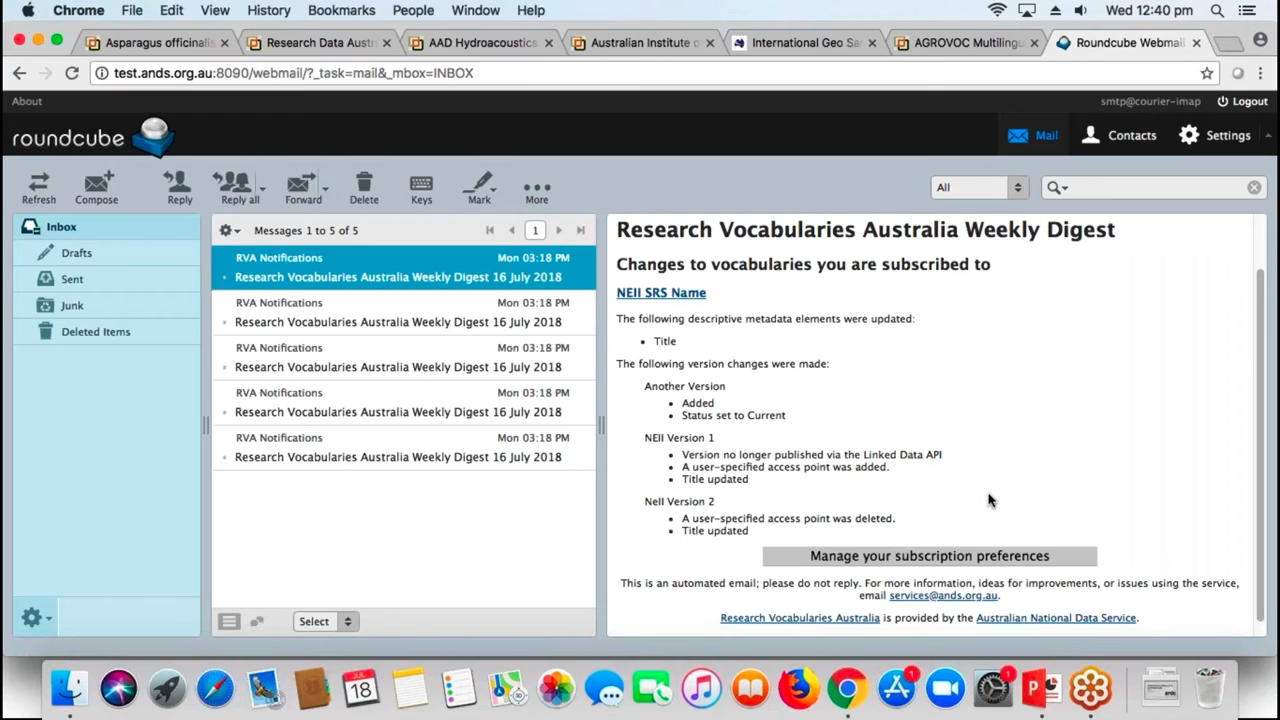 Chrome File Edit View History Bookmarks People Window Help Wed 12:40 pm
Asparagus officinalis Research Data Austr AAD Hydroacoustics Australian Institute o International Geo Sa AGROVOC Multilingu Roundcube Webmail
test.ands.org.au:8090/webmail/?_task=mail&_mbox=INBOX
About smtp@courier-imap Logout
roundcube Mail Contacts Settings
Refresh Compose Reply Reply all Forward Delete Keys Mark More All
Inbox
Drafts
Sent
Junk
Deleted Items
Messages 1 to 5 of 5 1
RVA Notifications Mon 03:18 PM
Research Vocabularies Australia Weekly Digest 16 July 2018
RVA Notifications Mon 03:18 PM
Research Vocabularies Australia Weekly Digest 16 July 2018
RVA Notifications Mon 03:18 PM
Research Vocabularies Australia Weekly Digest 16 July 2018
RVA Notifications Mon 03:18 PM
Research Vocabularies Australia Weekly Digest 16 July 2018
RVA Notifications Mon 03:18 PM
Research Vocabularies Australia Weekly Digest 16 July 2018
Select
Research Vocabularies Australia Weekly Digest
Changes to vocabularies you are subscribed to
NEII SRS Name
The following descriptive metadata elements were updated:
• Title
The following version changes were made:
Another Version
• Added
• Status set to Current
NEII Version 1
• Version no longer published via the Linked Data API
• A user-specified access point was added.
• Title updated
NeII Version 2
• A user-specified access point was deleted.
• Title updated
Manage your subscription preferences
This is an automated email; please do not reply. For more information, ideas for improvements, or issues using the service,
email services@ands.org.au.
Research Vocabularies Australia is provided by the Australian National Data Service.
JUL
18
1
1
P